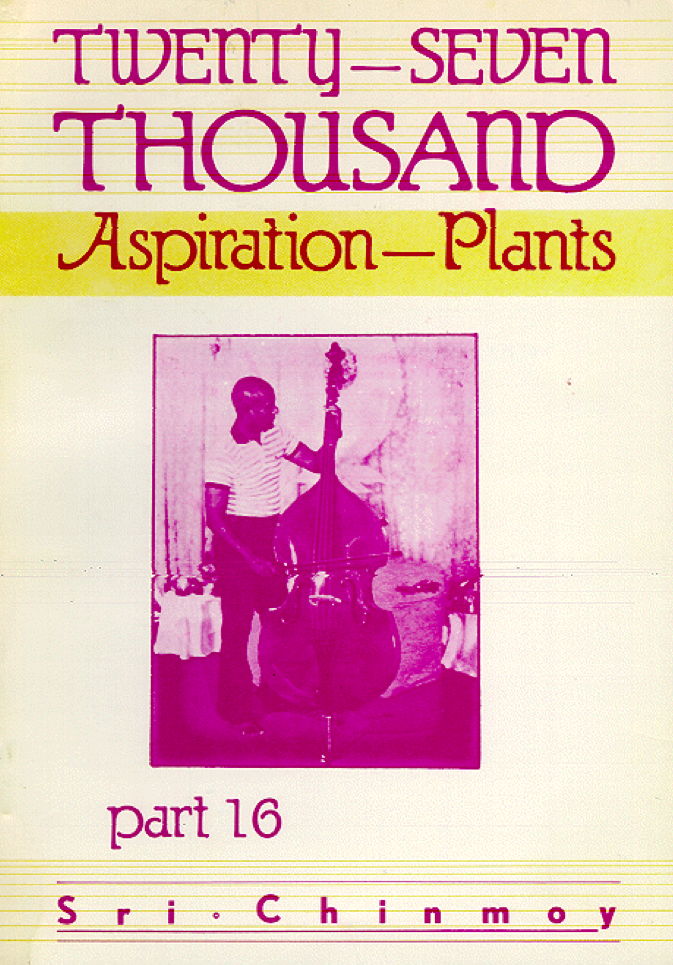 TWENTY–SEVEN
THOUSAND
Aspiration–Plants
part 16
Sri Chinmoy